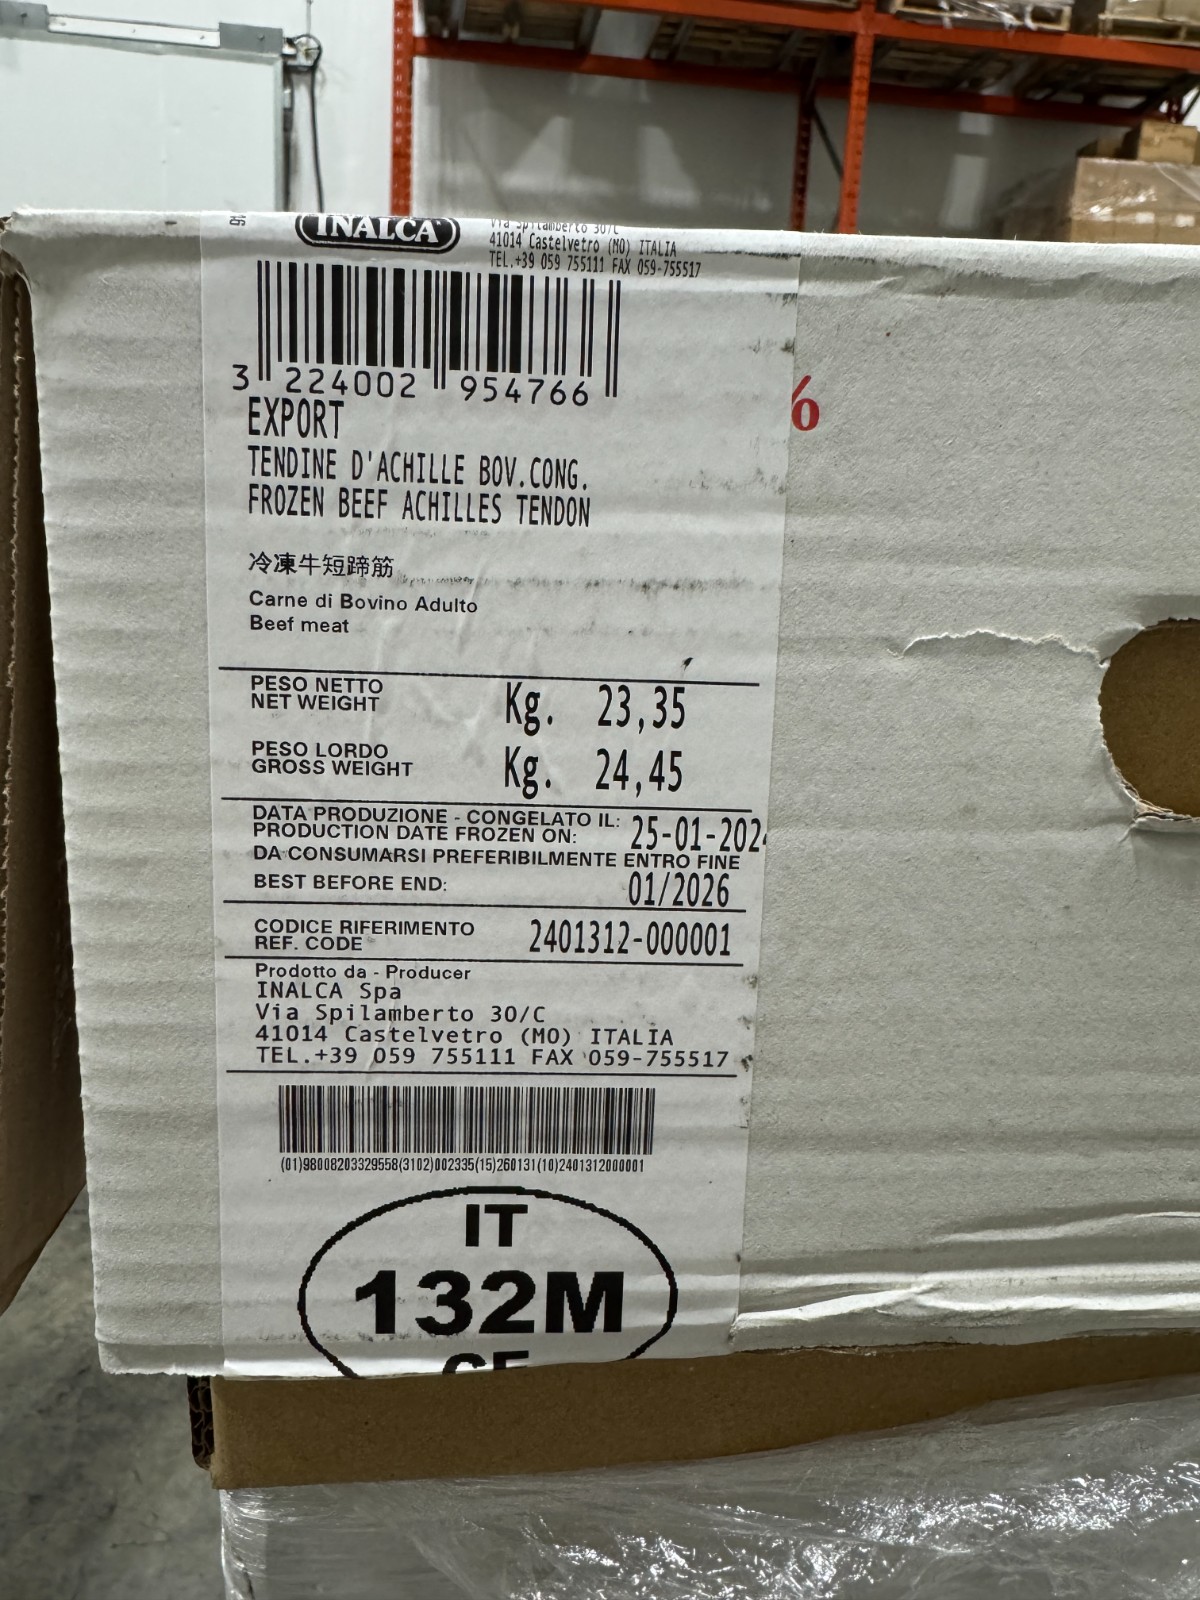 INALCA
Via Spilamberto 30/C
41014 Castelvetro (MO) ITALIA
TEL.+39 059 755111 FAX 059-755517
3 224002 954766
EXPORT
%
TENDINE D'ACHILLE BOV.CONG.
FROZEN BEEF ACHILLES TENDON
冷凍牛短蹄筋
Carne di Bovino Adulto
Beef meat
PESO NETTO
NET WEIGHT Kg. 23,35
PESO LORDO
GROSS WEIGHT Kg. 24,45
DATA PRODUZIONE - CONGELATO IL:
PRODUCTION DATE FROZEN ON: 25-01-2024
DA CONSUMARSI PREFERIBILMENTE ENTRO FINE
BEST BEFORE END: 01/2026
CODICE RIFERIMENTO
REF. CODE 2401312-000001
Prodotto da - Producer
INALCA Spa
Via Spilamberto 30/C
41014 Castelvetro (MO) ITALIA
TEL.+39 059 755111 FAX 059-755517
(01)98008203329558(3102)002335(15)260131(10)2401312000001
IT
132M
CE